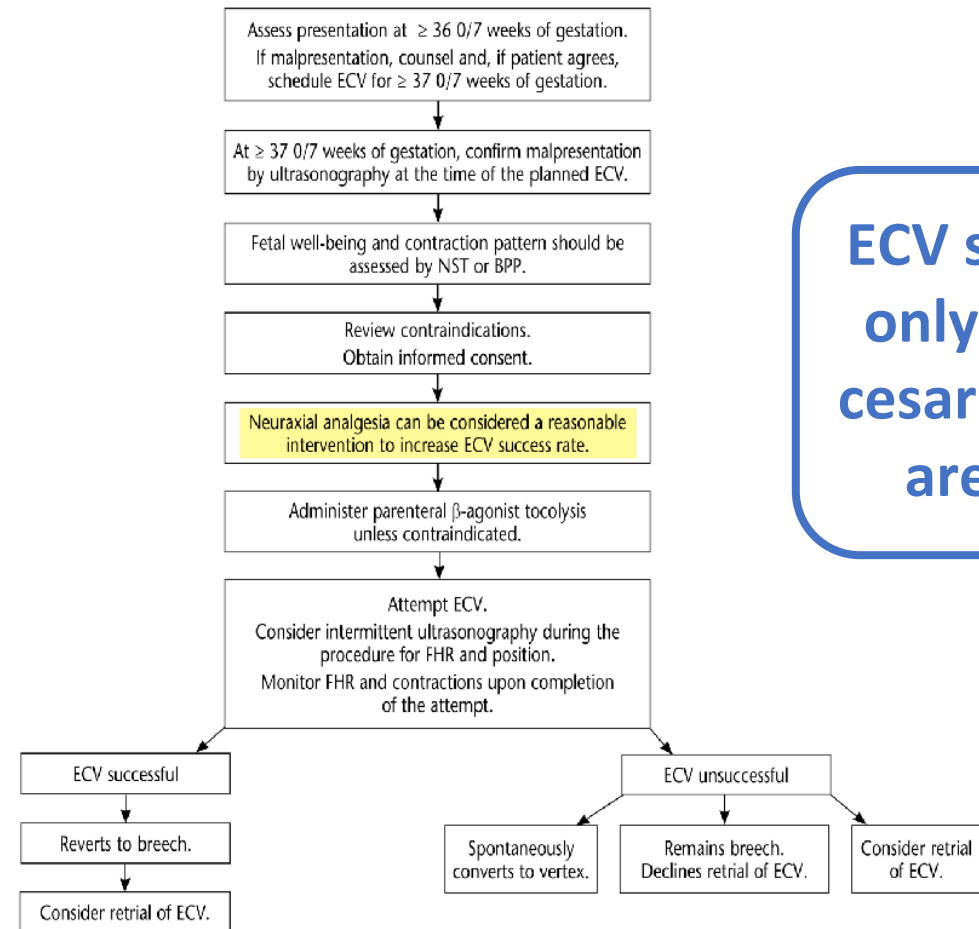 Assess presentation at ≥ 36 0/7 weeks of gestation.
If malpresentation, counsel and, if patient agrees,
schedule ECV for ≥ 37 0/7 weeks of gestation.
At ≥ 37 0/7 weeks of gestation, confirm malpresentation
by ultrasonography at the time of the planned ECV.
Fetal well-being and contraction pattern should be
assessed by NST or BPP.
Review contraindications.
Obtain informed consent.
Neuraxial analgesia can be considered a reasonable
intervention to increase ECV success rate.
Administer parenteral β-agonist tocolysis
unless contraindicated.
Attempt ECV.
Consider intermittent ultrasonography during the
procedure for FHR and position.
Monitor FHR and contractions upon completion
of the attempt.
ECV successful
Reverts to breech.
Consider retrial of ECV.
ECV unsuccessful
Spontaneously
converts to vertex.
Remains breech.
Declines retrial of ECV.
Consider retrial
of ECV.
ECV
only